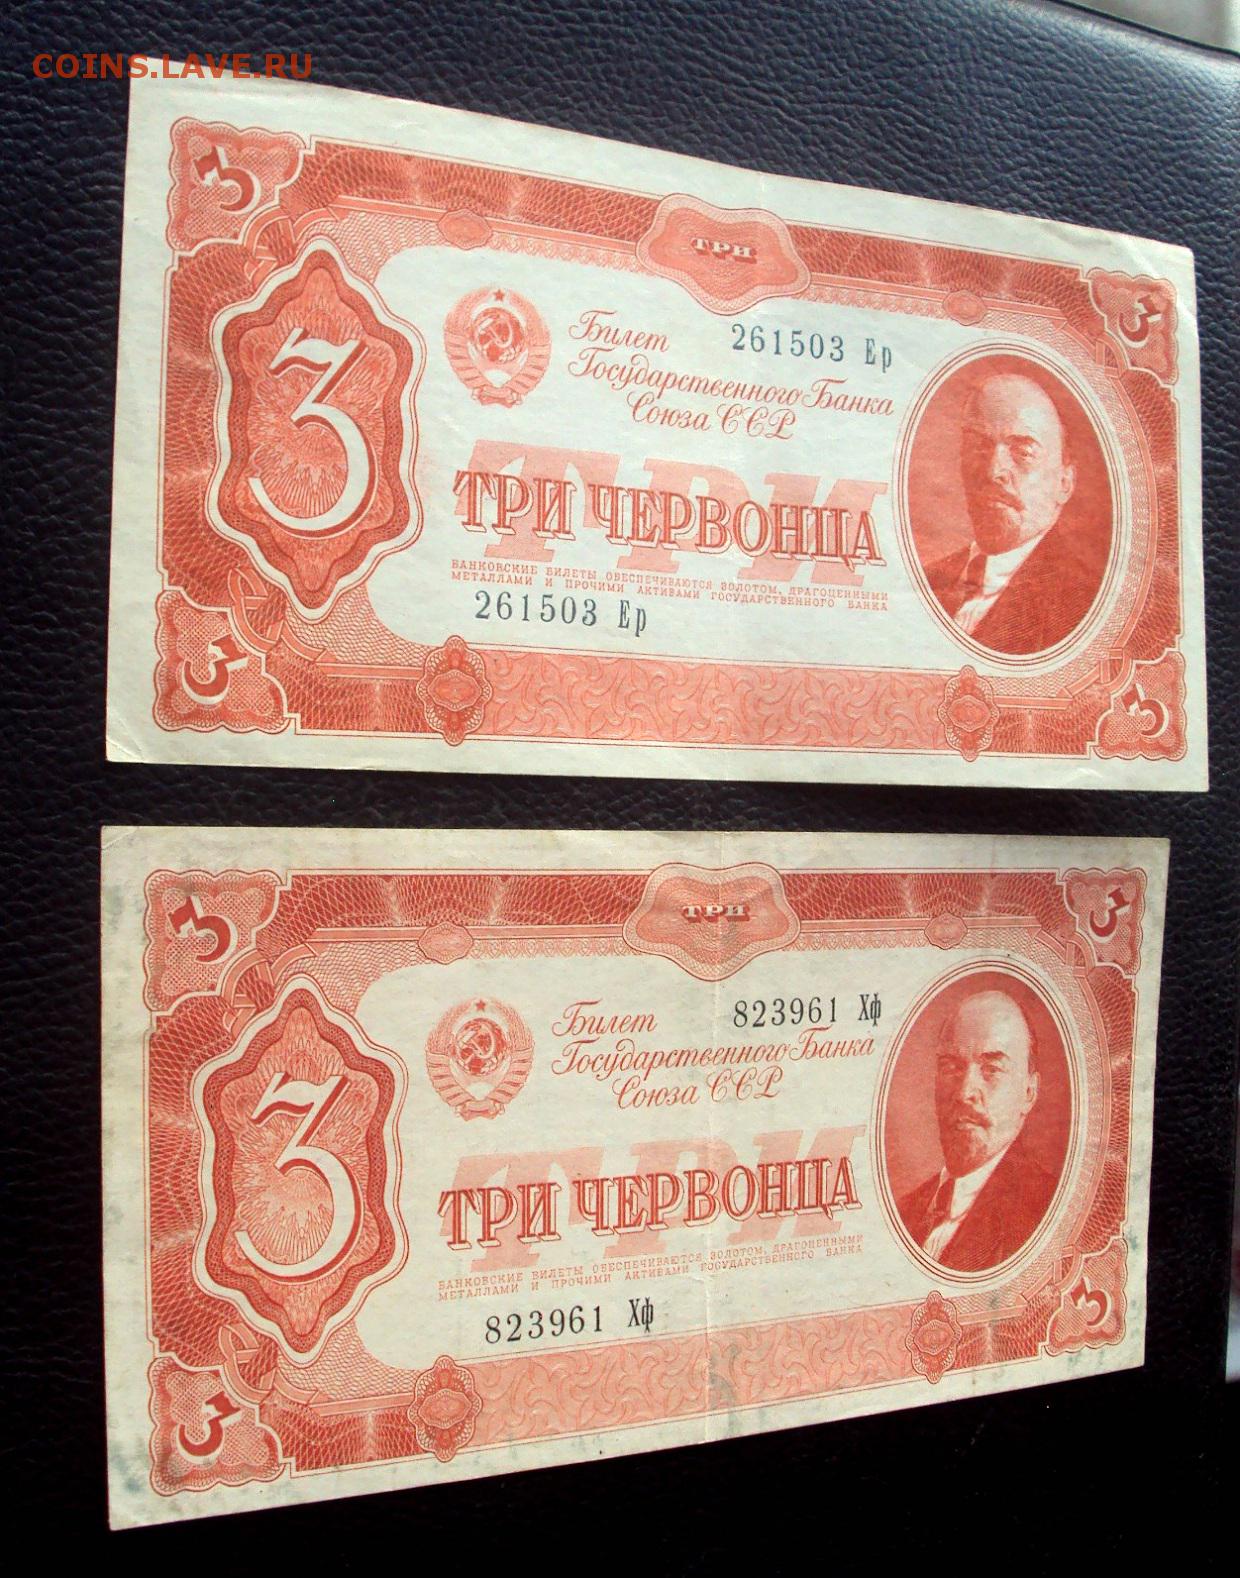 COINS.LAVE.RU
3
ТРИ
3
3
Билет
261503 Ер
Государственного Банка
Союза ССР
ТРИ
ТРИ ЧЕРВОНЦА
БАНКОВСКИЕ БИЛЕТЫ ОБЕСПЕЧИВАЮТСЯ ЗОЛОТОМ, ДРАГОЦЕННЫМИ
МЕТАЛЛАМИ И ПРОЧИМИ АКТИВАМИ ГОСУДАРСТВЕННОГО БАНКА
261503 Ер
3
3
3
ТРИ
3
3
Билет
823961 Хф
Государственного Банка
Союза ССР
ТРИ
ТРИ ЧЕРВОНЦА
БАНКОВСКИЕ БИЛЕТЫ ОБЕСПЕЧИВАЮТСЯ ЗОЛОТОМ, ДРАГОЦЕННЫМИ
МЕТАЛЛАМИ И ПРОЧИМИ АКТИВАМИ ГОСУДАРСТВЕННОГО БАНКА
823961 Хф
3
3